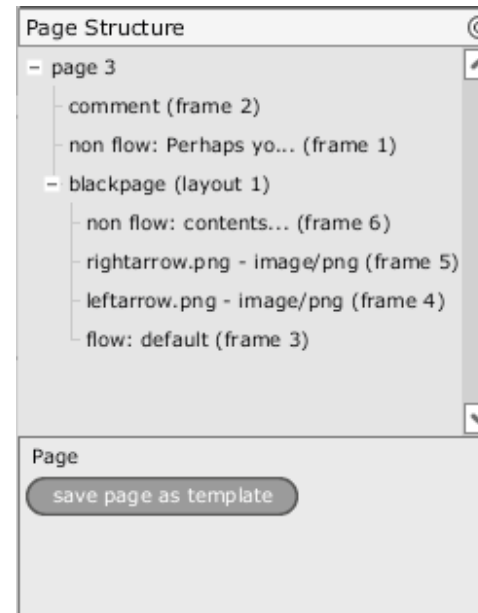 Page Structure
page 3
comment (frame 2)
non flow: Perhaps yo... (frame 1)
blackpage (layout 1)
non flow: contents... (frame 6)
rightarrow.png - image/png (frame 5)
leftarrow.png - image/png (frame 4)
flow: default (frame 3)
Page
save page as template